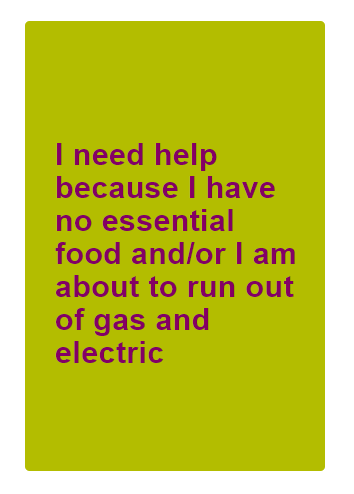 I need help
because I have
no essential
food and/or I am
about to run out
of gas and
electric